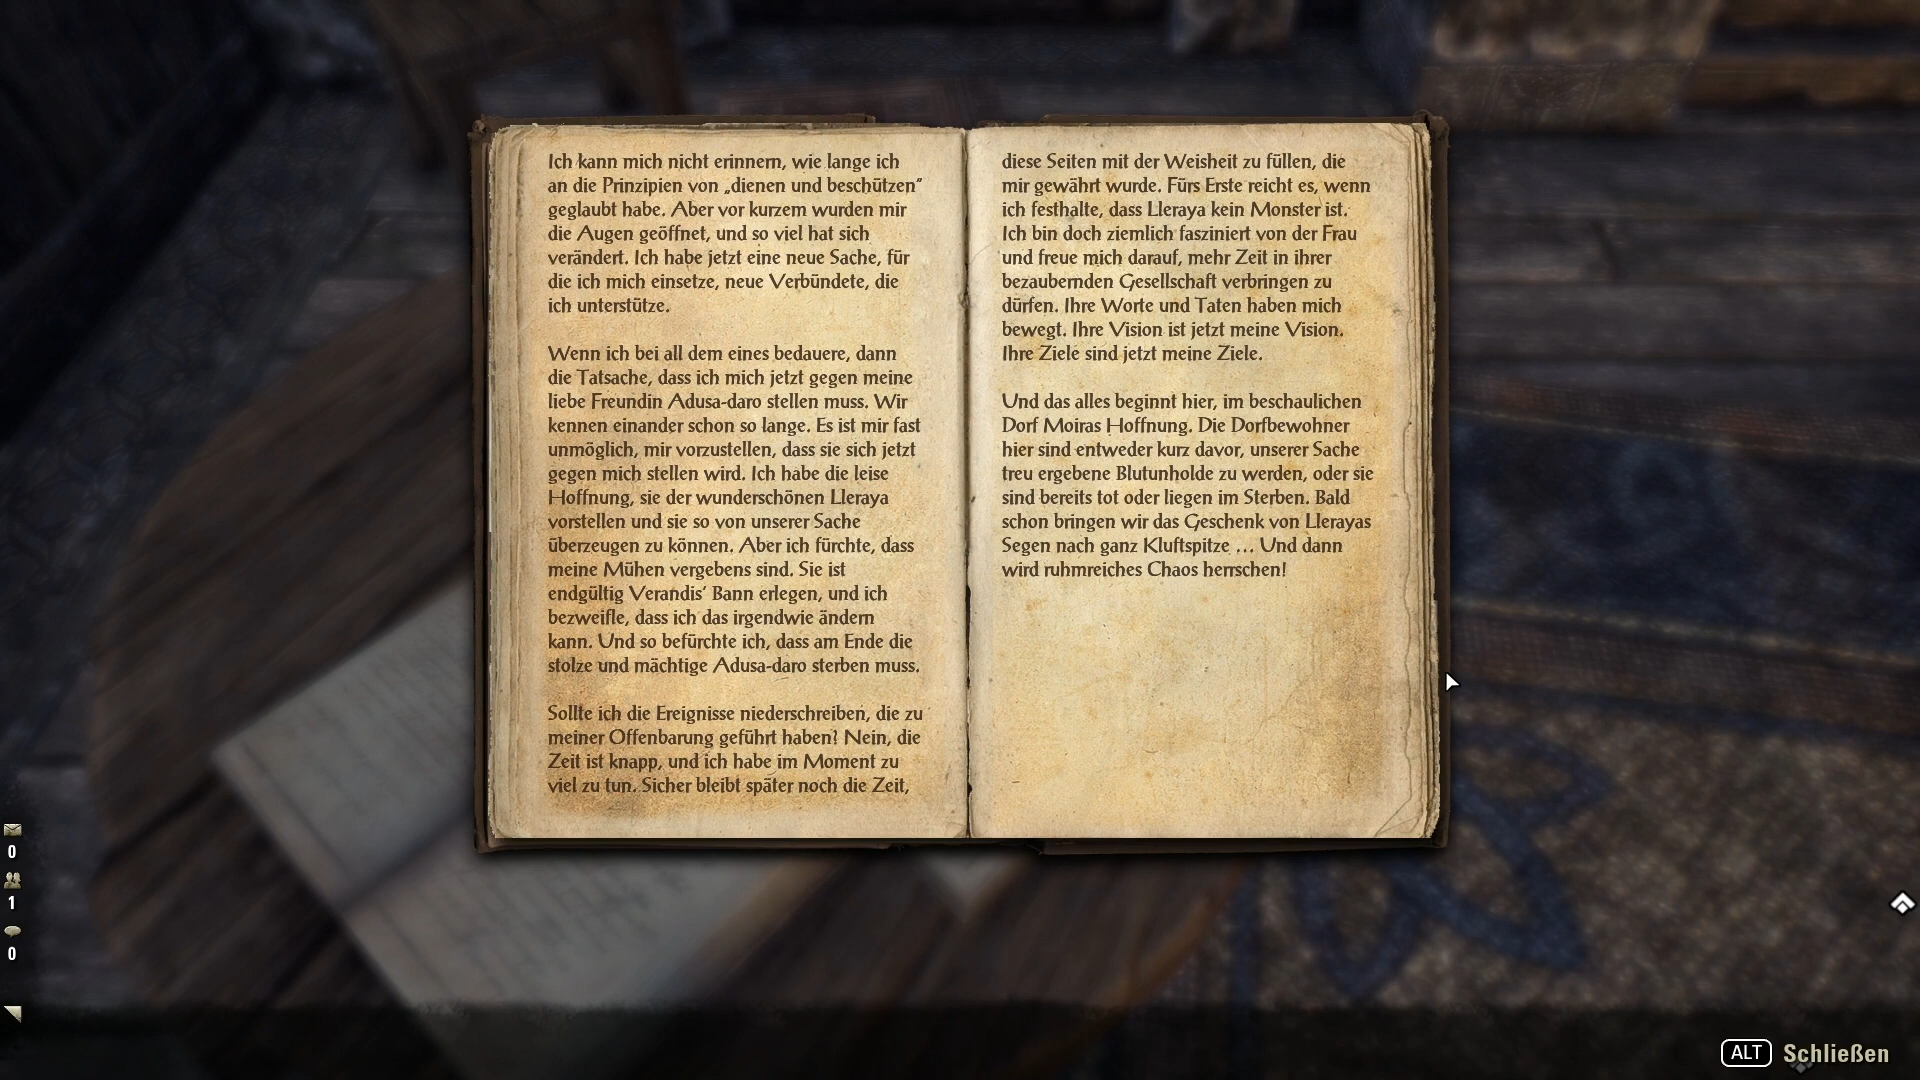 Ich kann mich nicht erinnern, wie lange ich
an die Prinzipien von „dienen und beschützen“
geglaubt habe. Aber vor kurzem wurden mir
die Augen geöffnet, und so viel hat sich
verändert. Ich habe jetzt eine neue Sache, für
die ich mich einsetze, neue Verbündete, die
ich unterstütze.
Wenn ich bei all dem eines bedauere, dann
die Tatsache, dass ich mich jetzt gegen meine
liebe Freundin Adusa-daro stellen muss. Wir
kennen einander schon so lange. Es ist mir fast
unmöglich, mir vorzustellen, dass sie sich jetzt
gegen mich stellen wird. Ich habe die leise
Hoffnung, sie der wunderschönen Lleraya
vorstellen und sie so von unserer Sache
überzeugen zu können. Aber ich fürchte, dass
meine Mühen vergebens sind. Sie ist
endgültig Verandis’ Bann erlegen, und ich
bezweifle, dass ich das irgendwie ändern
kann. Und so befürchte ich, dass am Ende die
stolze und mächtige Adusa-daro sterben muss.
Sollte ich die Ereignisse niederschreiben, die zu
meiner Offenbarung geführt haben? Nein, die
Zeit ist knapp, und ich habe im Moment zu
viel zu tun. Sicher bleibt später noch die Zeit,
diese Seiten mit der Weisheit zu füllen, die
mir gewährt wurde. Fürs Erste reicht es, wenn
ich festhalte, dass Lleraya kein Monster ist.
Ich bin doch ziemlich fasziniert von der Frau
und freue mich darauf, mehr Zeit in ihrer
bezaubernden Gesellschaft verbringen zu
dürfen. Ihre Worte und Taten haben mich
bewegt. Ihre Vision ist jetzt meine Vision.
Ihre Ziele sind jetzt meine Ziele.
Und das alles beginnt hier, im beschaulichen
Dorf Moiras Hoffnung. Die Dorfbewohner
hier sind entweder kurz davor, unserer Sache
treu ergebene Blutunholde zu werden, oder sie
sind bereits tot oder liegen im Sterben. Bald
schon bringen wir das Geschenk von Llerayas
Segen nach ganz Kluftspitze … Und dann
wird ruhmreiches Chaos herrschen!
0
1
0
ALT Schließen